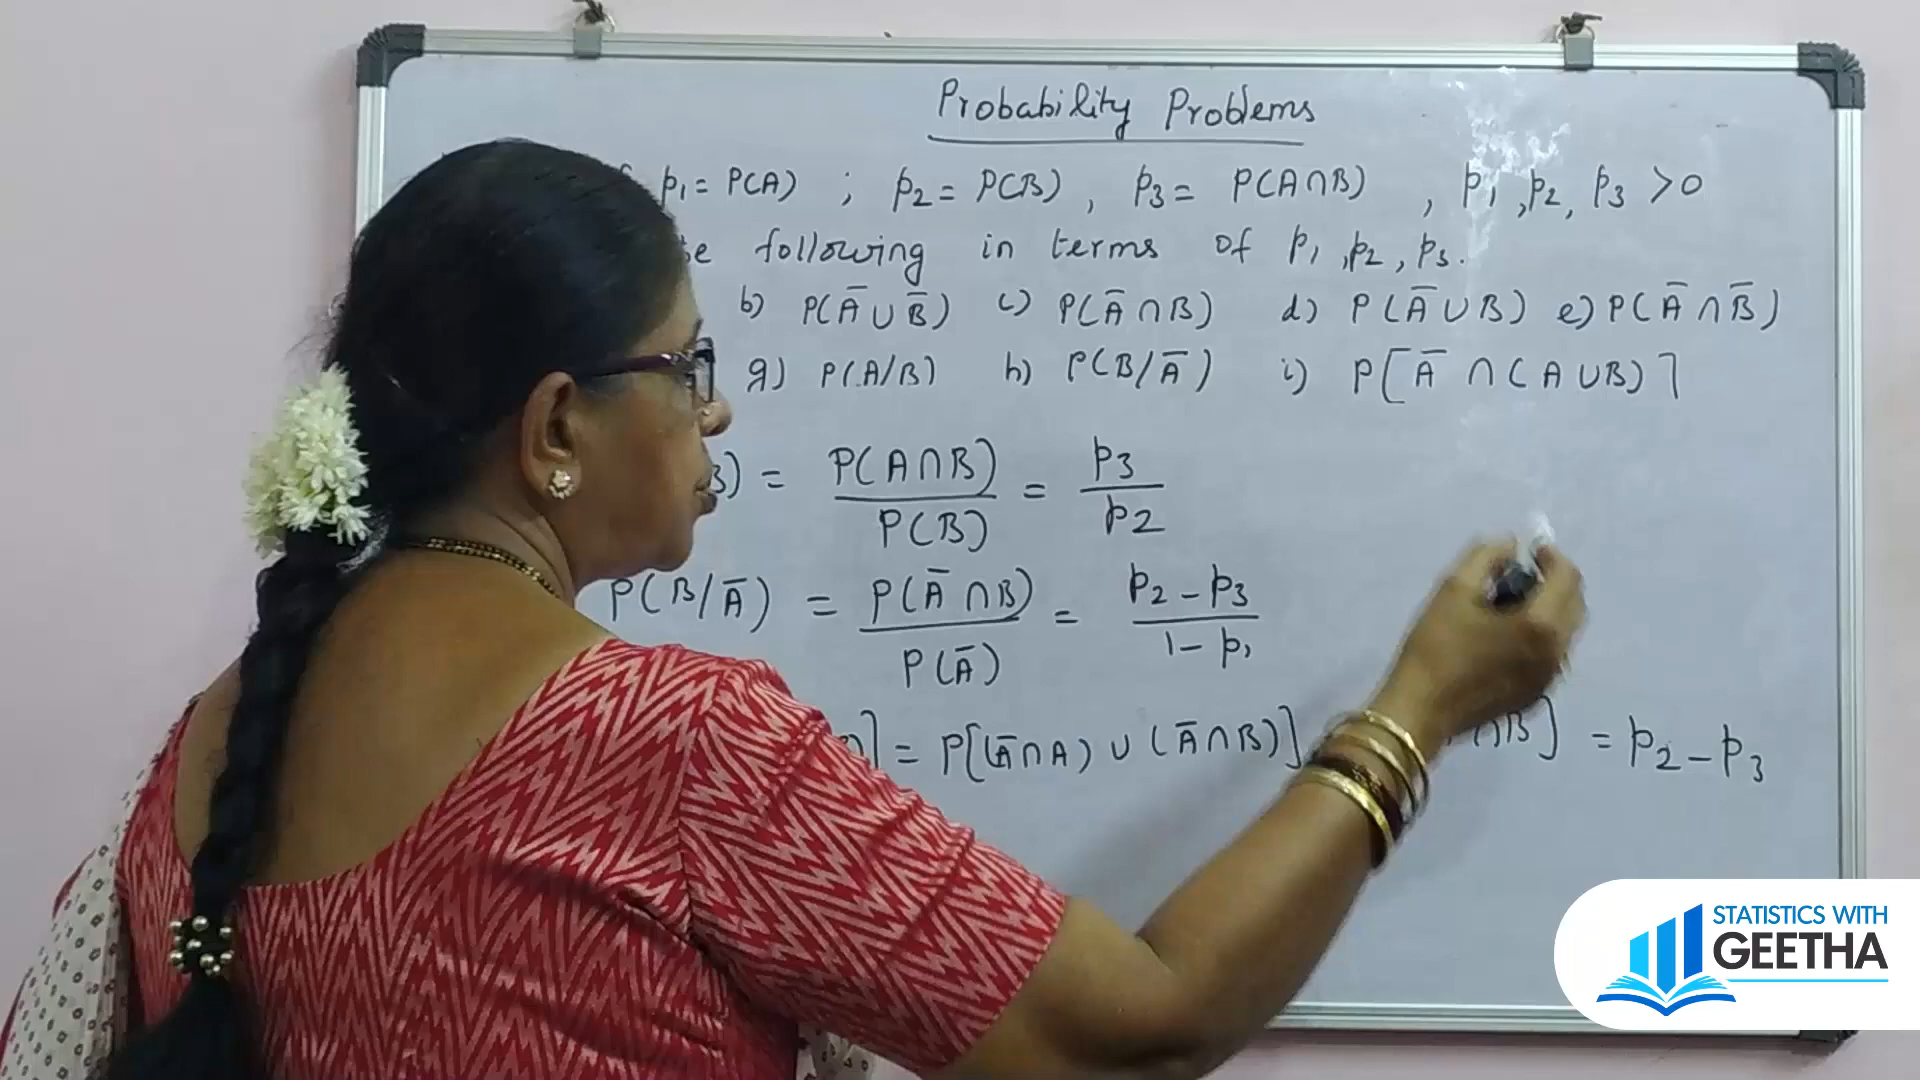 Probability Problems
p₁ = P(A) ; p₂ = P(B) , p₃ = P(A∩B) , p₁ , p₂ , p₃ > 0
following in terms of p₁ , p₂ , p₃ .
b) P(A̅ ∪ B̅) c) P(A̅ ∩ B) d) P(A̅ ∪ B) e) P(A̅ ∩ B̅)
g) P(A/B) h) P(B/A̅) i) P[A̅ ∩ (A ∪ B)]
B) = P(A∩B)/P(B) = p₃/p₂
P(B/A̅) = P(A̅ ∩ B)/P(A̅) = (p₂ – p₃)/(1 – p₁)
] = P[(A̅ ∩ A) ∪ (A̅ ∩ B)] ∩ B] = p₂ – p₃
STATISTICS WITH
GEETHA